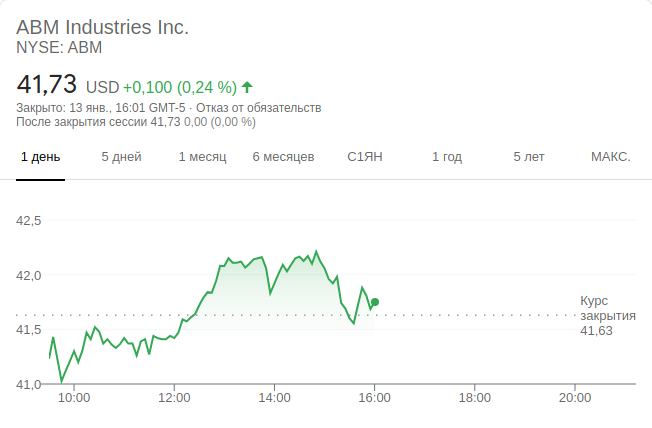 ABM Industries Inc.
NYSE: ABM
41,73 USD +0,100 (0,24 %)
Закрыто: 13 янв., 16:01 GMT-5 · Отказ от обязательств
После закрытия сессии 41,73 0,00 (0,00 %)
1 день 5 дней 1 месяц 6 месяцев С1ЯН 1 год 5 лет МАКС.
42,5
42,0
Курс
закрытия
41,63
41,5
41,0
10:00 12:00 14:00 16:00 18:00 20:00